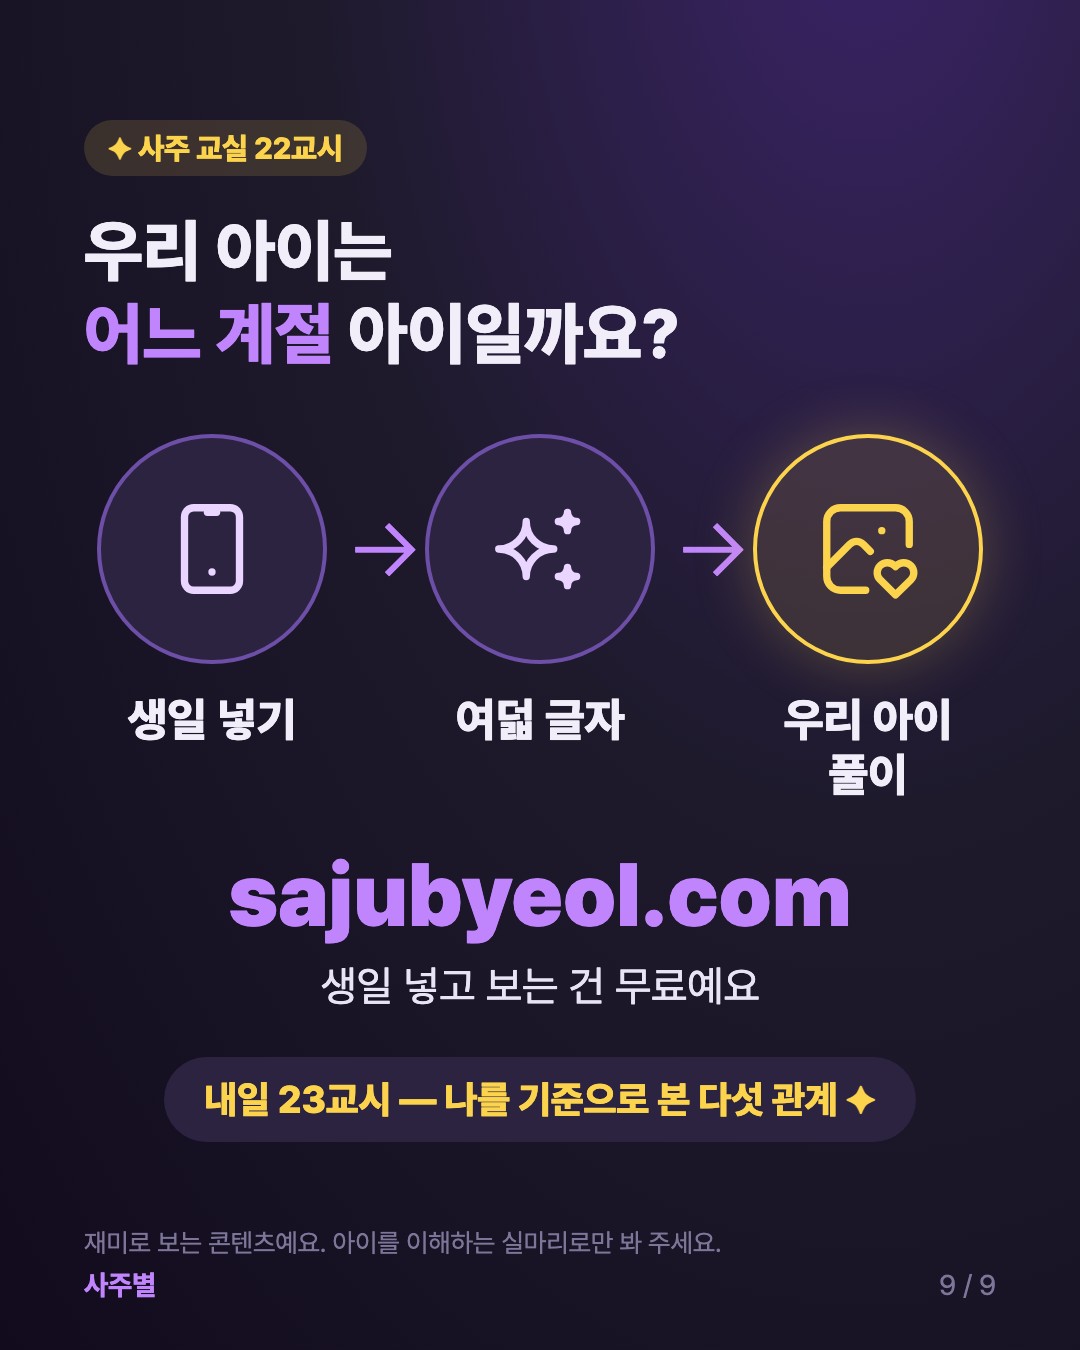 ✦ 사주 교실 22교시
우리 아이는
어느 계절 아이일까요?
생일 넣기
여덟 글자
우리 아이
풀이
sajubyeol.com
생일 넣고 보는 건 무료예요
내일 23교시 — 나를 기준으로 본 다섯 관계 ✦
재미로 보는 콘텐츠예요. 아이를 이해하는 실마리로만 봐 주세요.
사주별
9 / 9